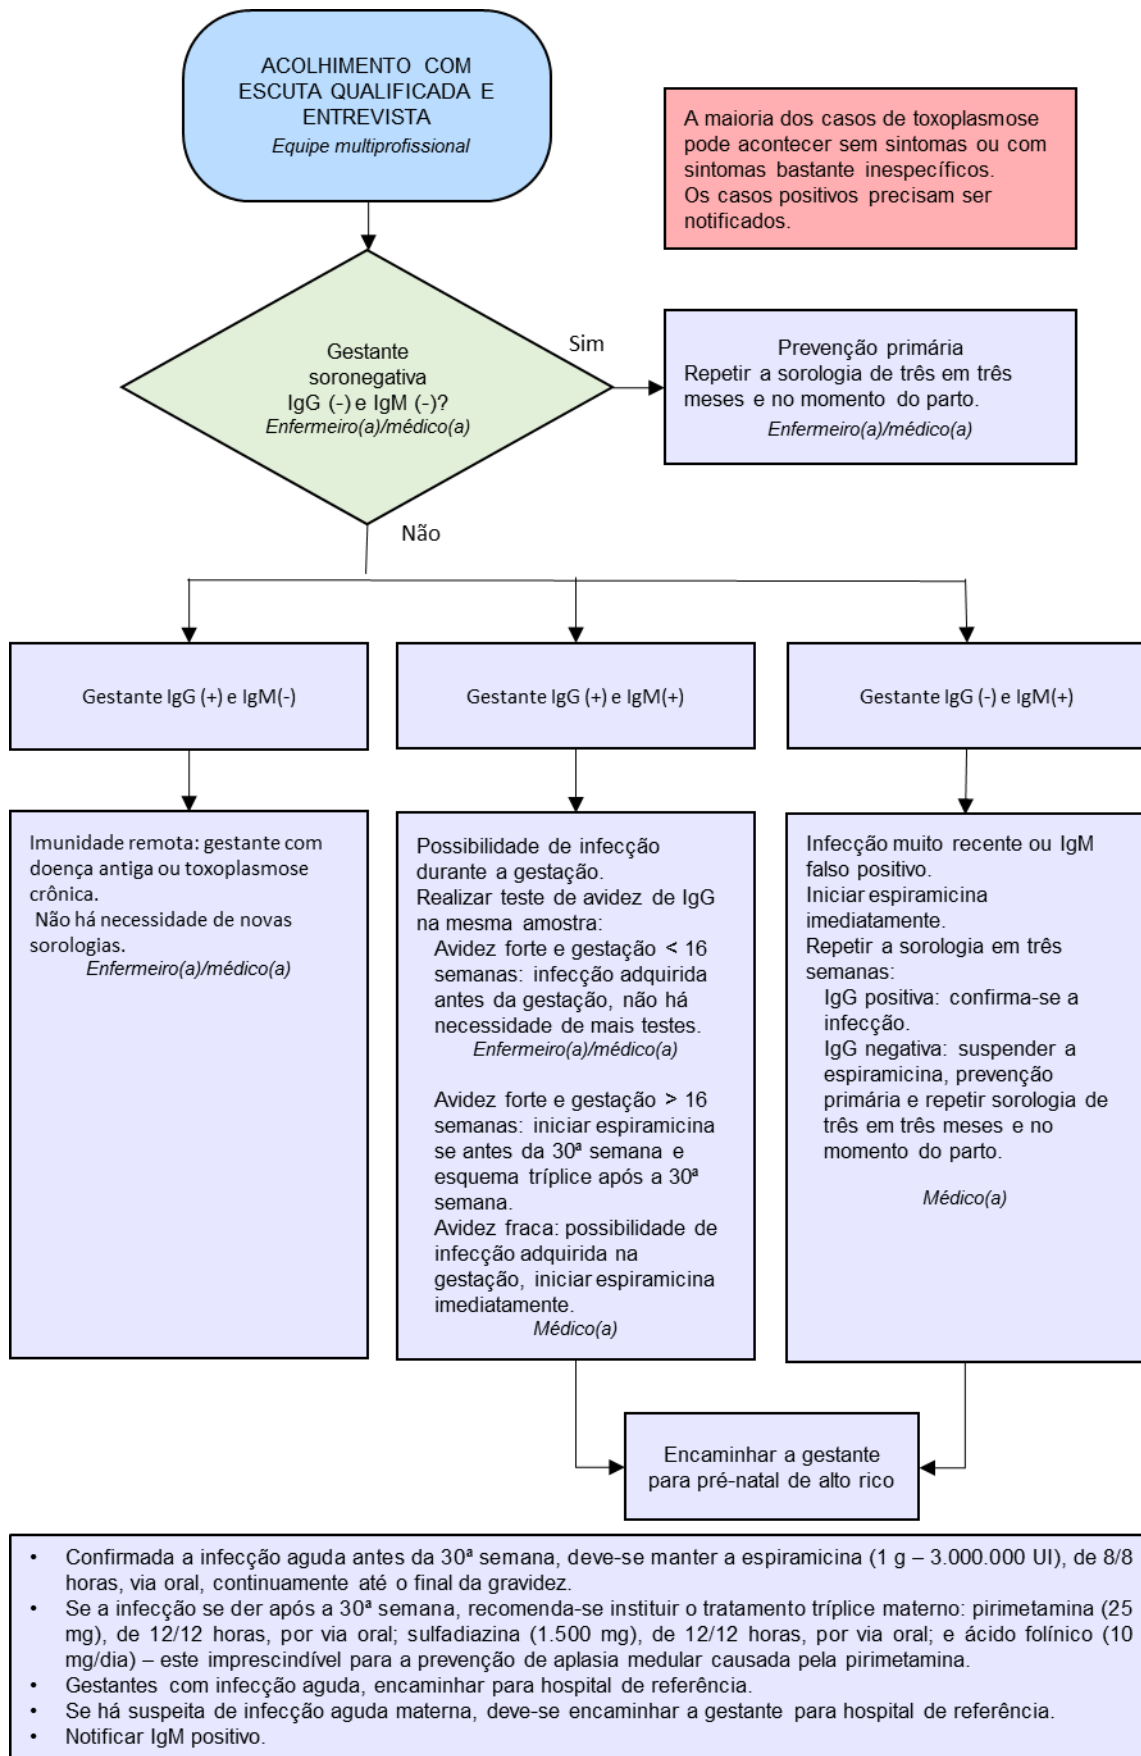 ACOLHIMENTO COM
ESCUTA QUALIFICADA E
ENTREVISTA
Equipe multiprofissional
A maioria dos casos de toxoplasmose
pode acontecer sem sintomas ou com
sintomas bastante inespecíficos.
Os casos positivos precisam ser
notificados.
Gestante
soronegativa
IgG (-) e IgM (-)?
Enfermeiro(a)/médico(a)
Sim
Prevenção primária
Repetir a sorologia de três em três
meses e no momento do parto.
Enfermeiro(a)/médico(a)
Não
Gestante IgG (+) e IgM(-)
Gestante IgG (+) e IgM(+)
Gestante IgG (-) e IgM(+)
Imunidade remota: gestante com
doença antiga ou toxoplasmose
crônica.
Não há necessidade de novas
sorologias.
Enfermeiro(a)/médico(a)
Possibilidade de infecção
durante a gestação.
Realizar teste de avidez de IgG
na mesma amostra:
Avidez forte e gestação < 16
semanas: infecção adquirida
antes da gestação, não há
necessidade de mais testes.
Enfermeiro(a)/médico(a)
Avidez forte e gestação > 16
semanas: iniciar espiramicina
se antes da 30ª semana e
esquema tríplice após a 30ª
semana.
Avidez fraca: possibilidade de
infecção adquirida na
gestação, iniciar espiramicina
imediatamente.
Médico(a)
Infecção muito recente ou IgM
falso positivo.
Iniciar espiramicina
imediatamente.
Repetir a sorologia em três
semanas:
IgG positiva: confirma-se a
infecção.
IgG negativa: suspender a
espiramicina, prevenção
primária e repetir sorologia de
três em três meses e no
momento do parto.
Médico(a)
Encaminhar a gestante
para pré-natal de alto rico
• Confirmada a infecção aguda antes da 30ª semana, deve-se manter a espiramicina (1 g – 3.000.000 UI), de 8/8
horas, via oral, continuamente até o final da gravidez.
• Se a infecção se der após a 30ª semana, recomenda-se instituir o tratamento tríplice materno: pirimetamina (25
mg), de 12/12 horas, por via oral; sulfadiazina (1.500 mg), de 12/12 horas, por via oral; e ácido folínico (10
mg/dia) – este imprescindível para a prevenção de aplasia medular causada pela pirimetamina.
• Gestantes com infecção aguda, encaminhar para hospital de referência.
• Se há suspeita de infecção aguda materna, deve-se encaminhar a gestante para hospital de referência.
• Notificar IgM positivo.